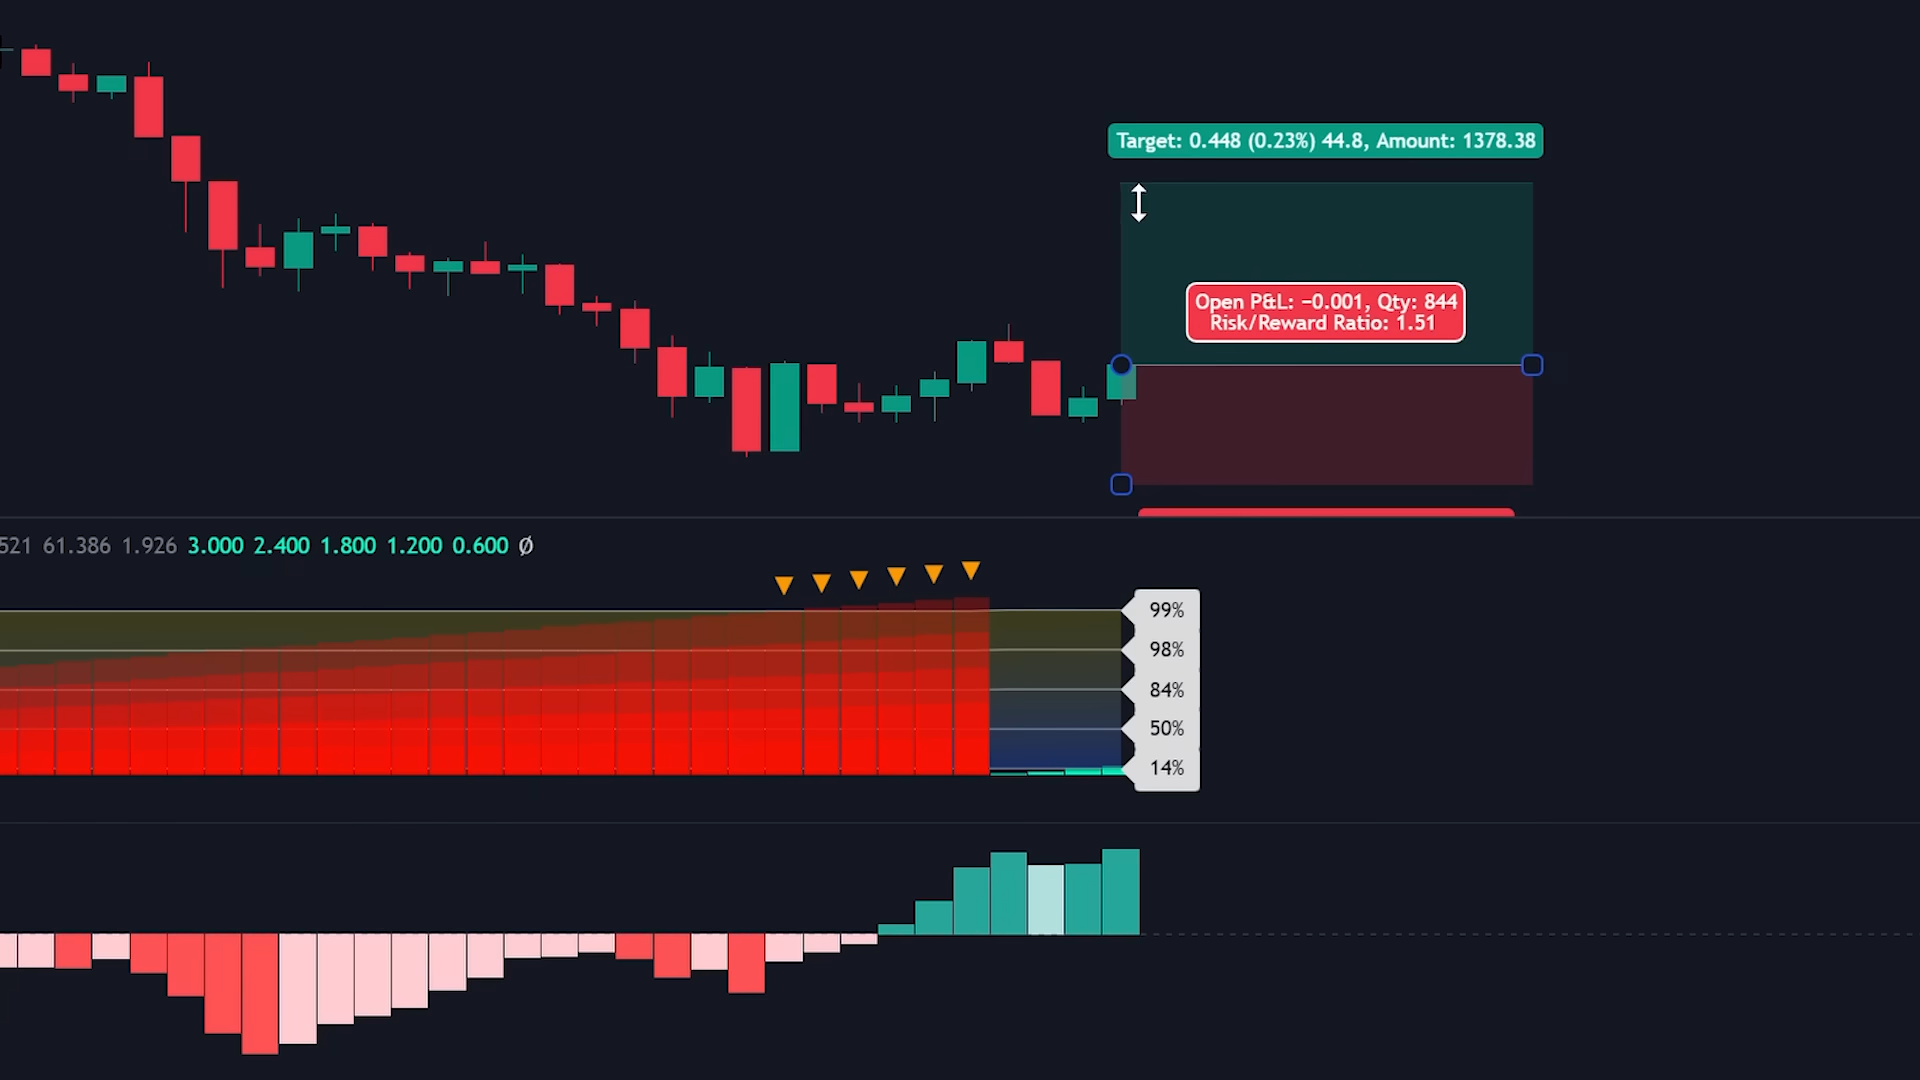 Target: 0.448 (0.23%) 44.8, Amount: 1378.38
Open P&L: −0.001, Qty: 844
Risk/Reward Ratio: 1.51
521 61.386 1.926 3.000 2.400 1.800 1.200 0.600 Ø
99%
98%
84%
50%
14%